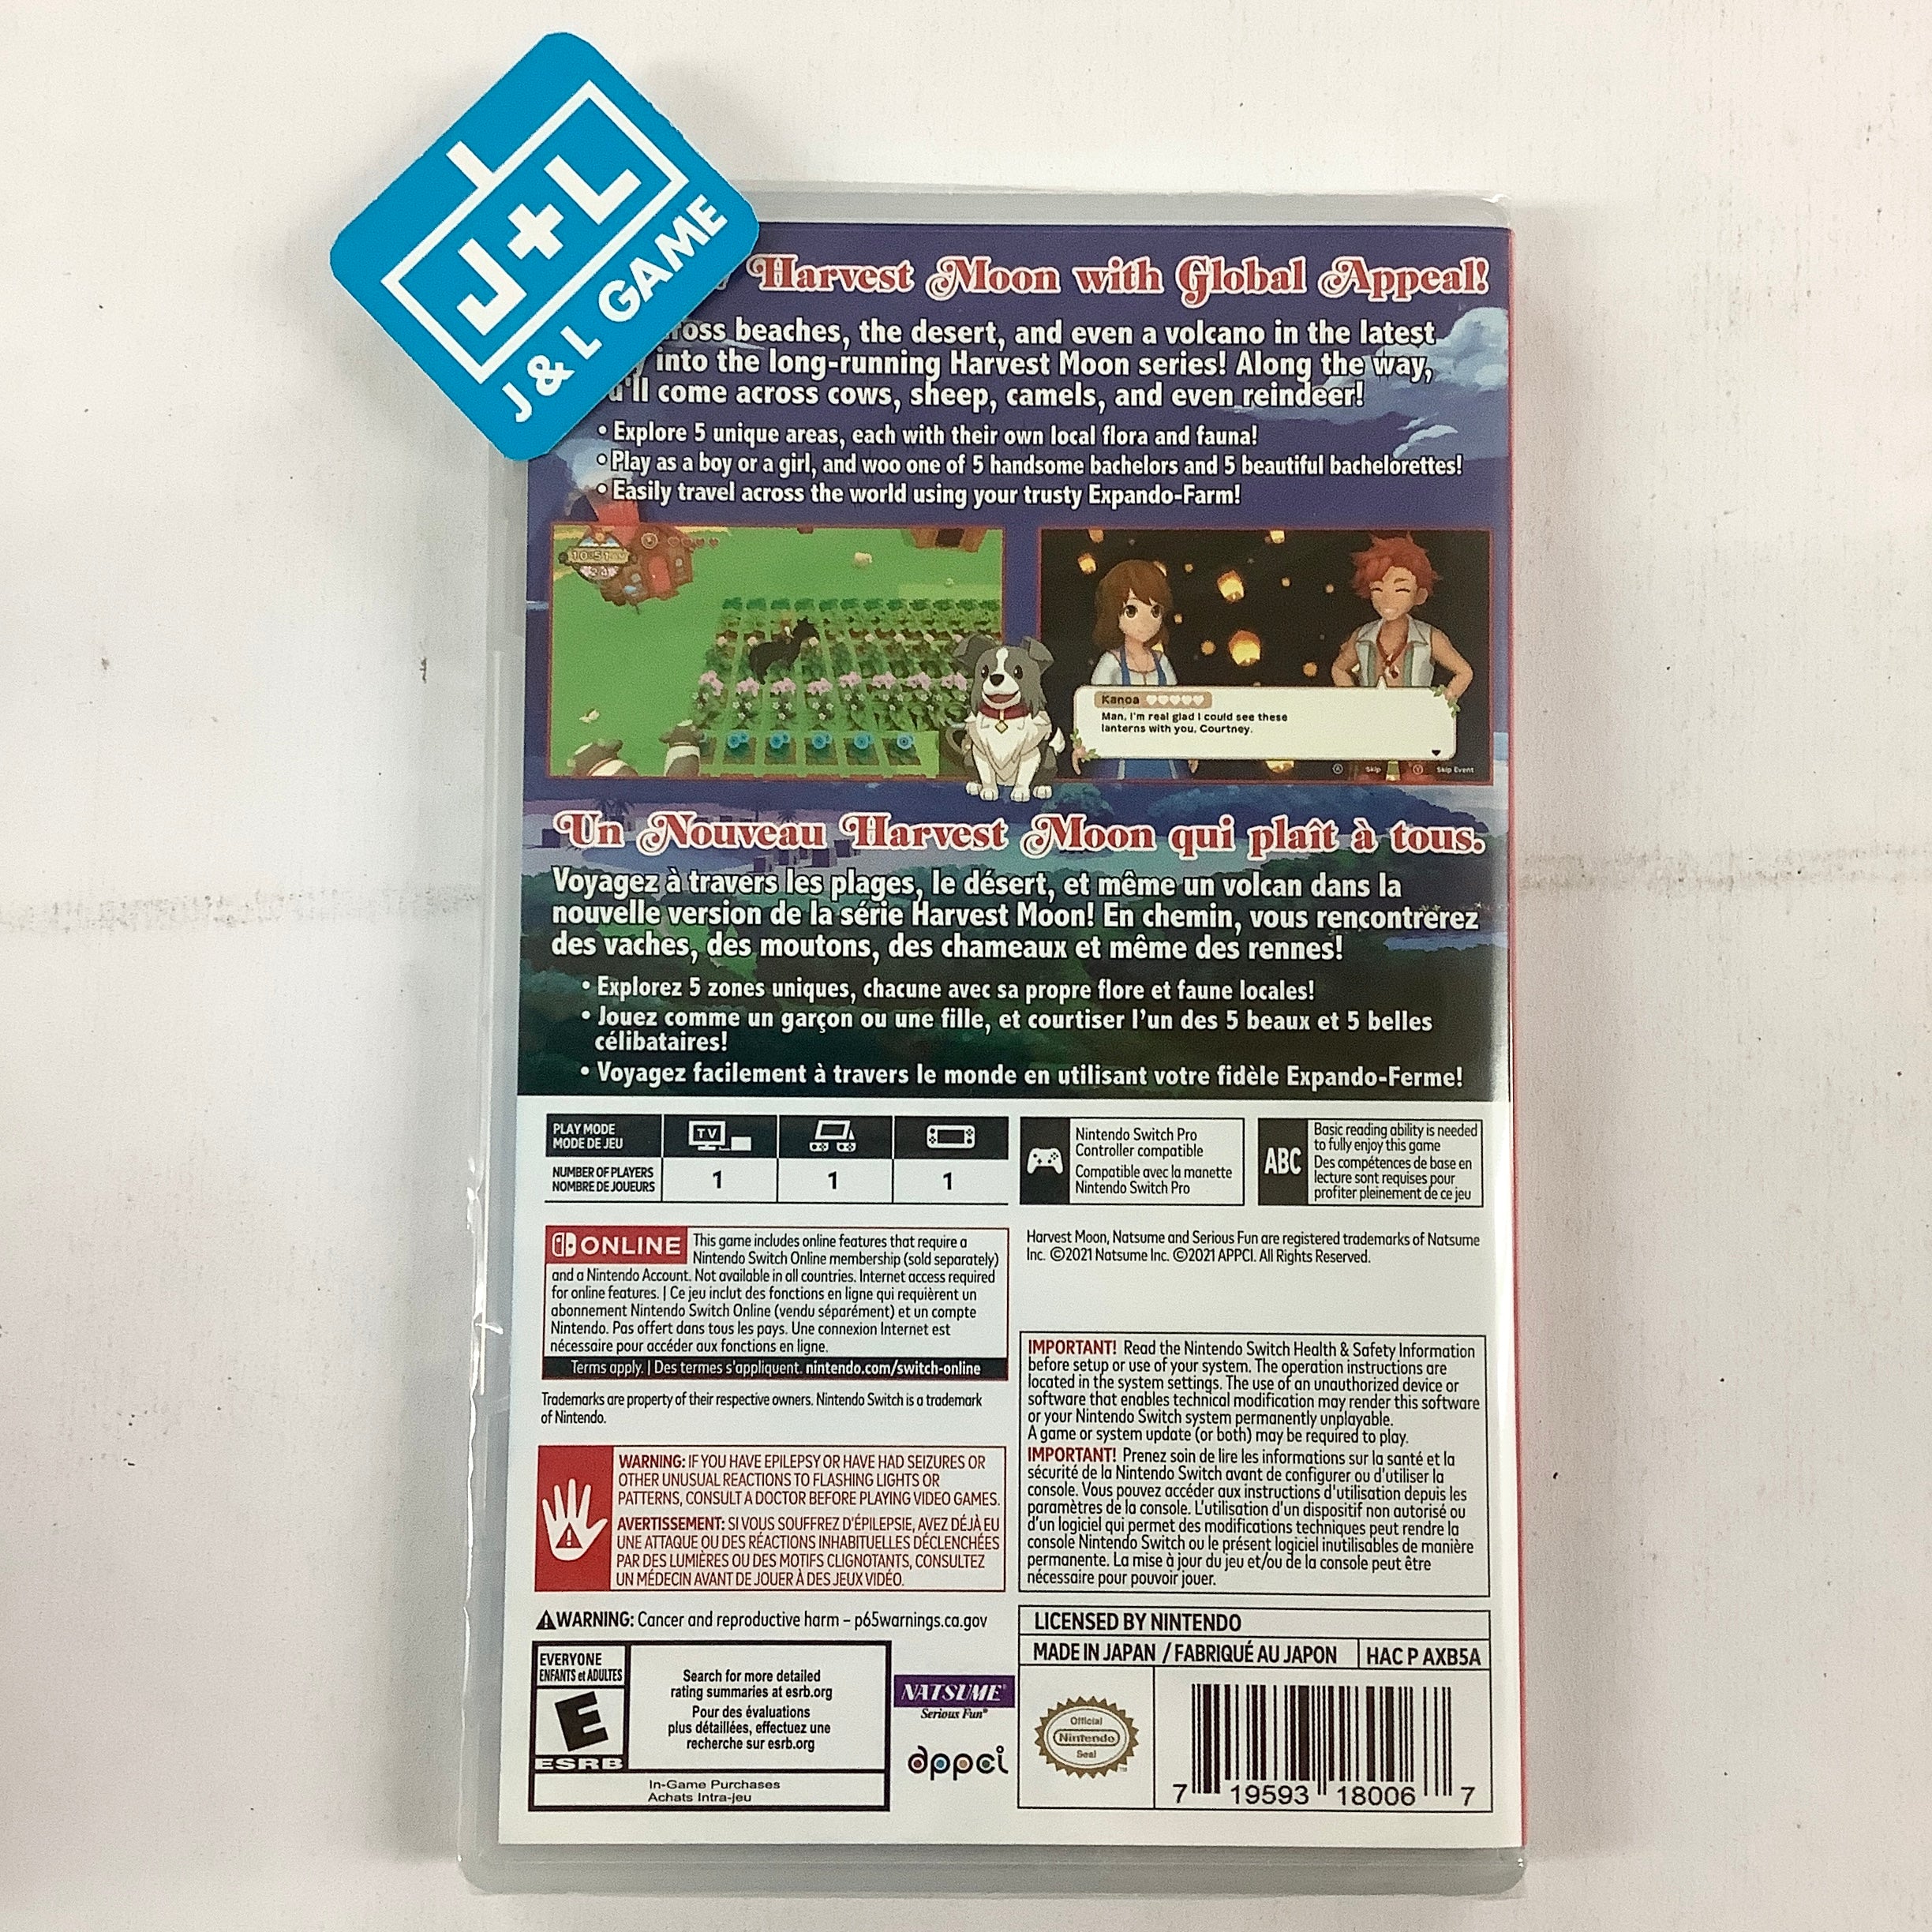 J+L
J & L GAME
Harvest Moon with Global Appeal!
beaches, the desert, and even a volcano in the latest
into the long-running Harvest Moon series! Along the way,
come across cows, sheep, camels, and even reindeer!
• Explore 5 unique areas, each with their own local flora and fauna!
• Play as a boy or a girl, and woo one of 5 handsome bachelors and 5 beautiful bachelorettes!
• Easily travel across the world using your trusty Expando-Farm!
10:51
Kanoa
Man, I'm real glad I could see these
lanterns with you, Courtney.
Skip
Skip Event
Un Nouveau Harvest Moon qui plaît à tous.
Voyagez à travers les plages, le désert, et même un volcan dans la
nouvelle version de la série Harvest Moon! En chemin, vous rencontrerez
des vaches, des moutons, des chameaux et même des rennes!
• Explorez 5 zones uniques, chacune avec sa propre flore et faune locales!
• Jouez comme un garçon ou une fille, et courtiser l'un des 5 beaux et 5 belles
célibataires!
• Voyagez facilement à travers le monde en utilisant votre fidèle Expando-Ferme!
PLAY MODE
MODE DE JEU
TV
NUMBER OF PLAYERS
NOMBRE DE JOUEURS
1 1 1
Nintendo Switch Pro
Controller compatible
Compatible avec la manette
Nintendo Switch Pro
ABC
Basic reading ability is needed
to fully enjoy this game
Des compétences de base en
lecture sont requises pour
profiter pleinement de ce jeu
ONLINE
This game includes online features that require a
Nintendo Switch Online membership (sold separately)
and a Nintendo Account. Not available in all countries. Internet access required
for online features. | Ce jeu inclut des fonctions en ligne qui requièrent un
abonnement Nintendo Switch Online (vendu séparément) et un compte
Nintendo. Pas offert dans tous les pays. Une connexion Internet est
nécessaire pour accéder aux fonctions en ligne.
Terms apply. | Des termes s'appliquent. nintendo.com/switch-online
Trademarks are property of their respective owners. Nintendo Switch is a trademark
of Nintendo.
Harvest Moon, Natsume and Serious Fun are registered trademarks of Natsume
Inc. ©2021 Natsume Inc. ©2021 APPCI. All Rights Reserved.
IMPORTANT! Read the Nintendo Switch Health & Safety Information
before setup or use of your system. The operation instructions are
located in the system settings. The use of an unauthorized device or
software that enables technical modification may render this software
or your Nintendo Switch system permanently unplayable.
A game or system update (or both) may be required to play.
IMPORTANT! Prenez soin de lire les informations sur la santé et la
sécurité de la Nintendo Switch avant de configurer ou d'utiliser la
console. Vous pouvez accéder aux instructions d'utilisation depuis les
paramètres de la console. L'utilisation d'un dispositif non autorisé ou
d'un logiciel qui permet des modifications techniques peut rendre la
console Nintendo Switch ou le présent logiciel inutilisables de manière
permanente. La mise à jour du jeu et/ou de la console peut être
nécessaire pour pouvoir jouer.
WARNING: IF YOU HAVE EPILEPSY OR HAVE HAD SEIZURES OR
OTHER UNUSUAL REACTIONS TO FLASHING LIGHTS OR
PATTERNS, CONSULT A DOCTOR BEFORE PLAYING VIDEO GAMES.
AVERTISSEMENT: SI VOUS SOUFFREZ D'ÉPILEPSIE, AVEZ DÉJÀ EU
UNE ATTAQUE OU DES RÉACTIONS INHABITUELLES DÉCLENCHÉES
PAR DES LUMIÈRES OU DES MOTIFS CLIGNOTANTS, CONSULTEZ
UN MÉDECIN AVANT DE JOUER À DES JEUX VIDÉO.
WARNING: Cancer and reproductive harm – p65warnings.ca.gov
EVERYONE
ENFANTS et ADULTES
E
ESRB
Search for more detailed
rating summaries at esrb.org
Pour des évaluations
plus détaillées, effectuez une
recherche sur esrb.org
In-Game Purchases
Achats Intra-jeu
NATSUME
Serious Fun®
appci
LICENSED BY NINTENDO
MADE IN JAPAN / FABRIQUÉ AU JAPON
HAC P AXB5A
Official
Nintendo
Seal
7 19593 18006 7